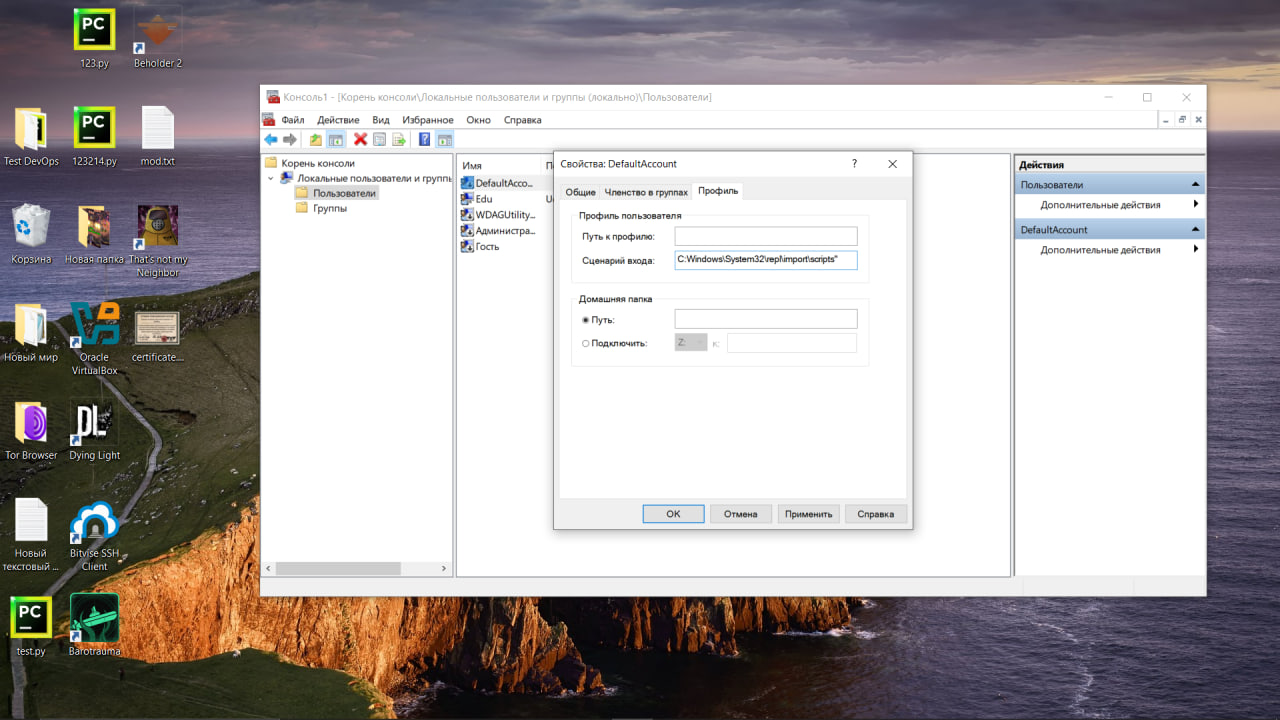 123.py
Beholder 2
Test DevOps
123214.py
mod.txt
Корзина
Новая папка
That's not my
Neighbor
Новый мир
Oracle
VirtualBox
certificate....
Tor Browser
Dying Light
Новый
текстовый ...
Bitvise SSH
Client
test.py
Barotrauma
Консоль1 - [Корень консоли\Локальные пользователи и группы (локально)\Пользователи]
Файл Действие Вид Избранное Окно Справка
Корень консоли
Локальные пользователи и группы
Пользователи
Группы
Имя
DefaultAcco...
Edu
WDAGUtility...
Администра...
Гость
Свойства: DefaultAccount
Общие Членство в группах Профиль
Профиль пользователя
Путь к профилю:
Сценарий входа: C:Windows\System32\repl\import\scripts"
Домашняя папка
Путь:
Подключить: Z: к:
OK Отмена Применить Справка
Действия
Пользователи
Дополнительные действия
DefaultAccount
Дополнительные действия